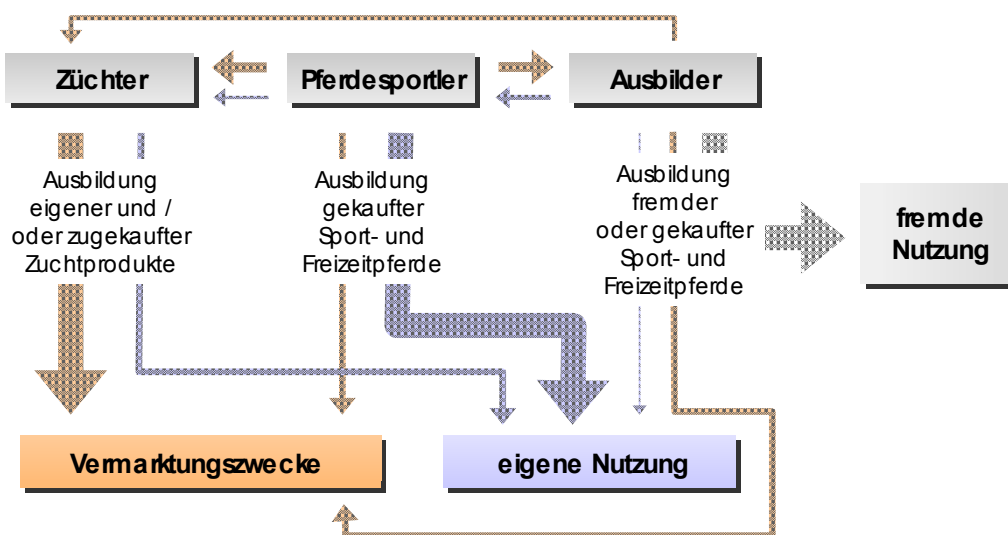 Züchter
Pferdesportler
Ausbilder
Ausbildung
eigener und /
oder zugekaufter
Zuchtprodukte
Ausbildung
gekaufter
Sport- und
Freizeitpferde
Ausbildung
fremder
oder gekaufter
Sport- und
Freizeitpferde
fremde
Nutzung
Vermarktungszwecke
eigene Nutzung